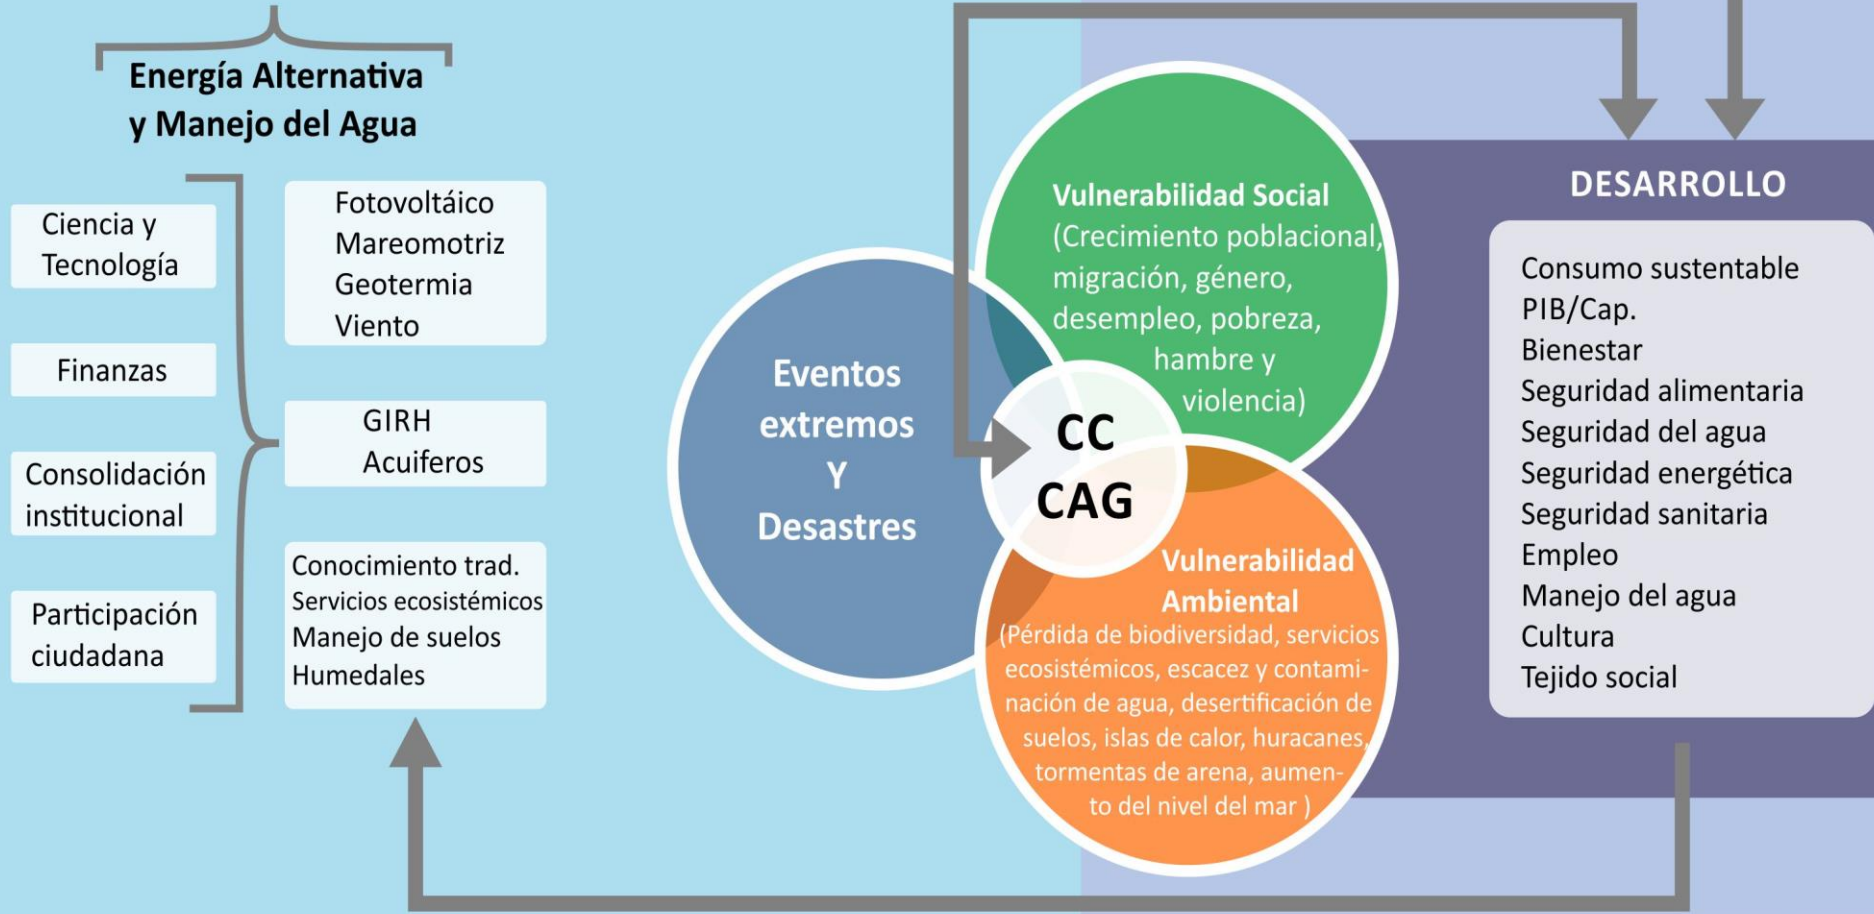 Energía Alternativa
y Manejo del Agua
Ciencia y
Tecnología
Finanzas
Consolidación
institucional
Participación
ciudadana
Fotovoltáico
Mareomotriz
Geotermia
Viento
GIRH
Acuiferos
Conocimiento trad.
Servicios ecosistémicos
Manejo de suelos
Humedales
Eventos
extremos
Y
Desastres
Vulnerabilidad Social
(Crecimiento poblacional,
migración, género,
desempleo, pobreza,
hambre y
violencia)
CC
CAG
Vulnerabilidad
Ambiental
(Pérdida de biodiversidad, servicios
ecosistémicos, escacez y contami-
nación de agua, desertificación de
suelos, islas de calor, huracanes,
tormentas de arena, aumen-
to del nivel del mar )
DESARROLLO
Consumo sustentable
PIB/Cap.
Bienestar
Seguridad alimentaria
Seguridad del agua
Seguridad energética
Seguridad sanitaria
Empleo
Manejo del agua
Cultura
Tejido social